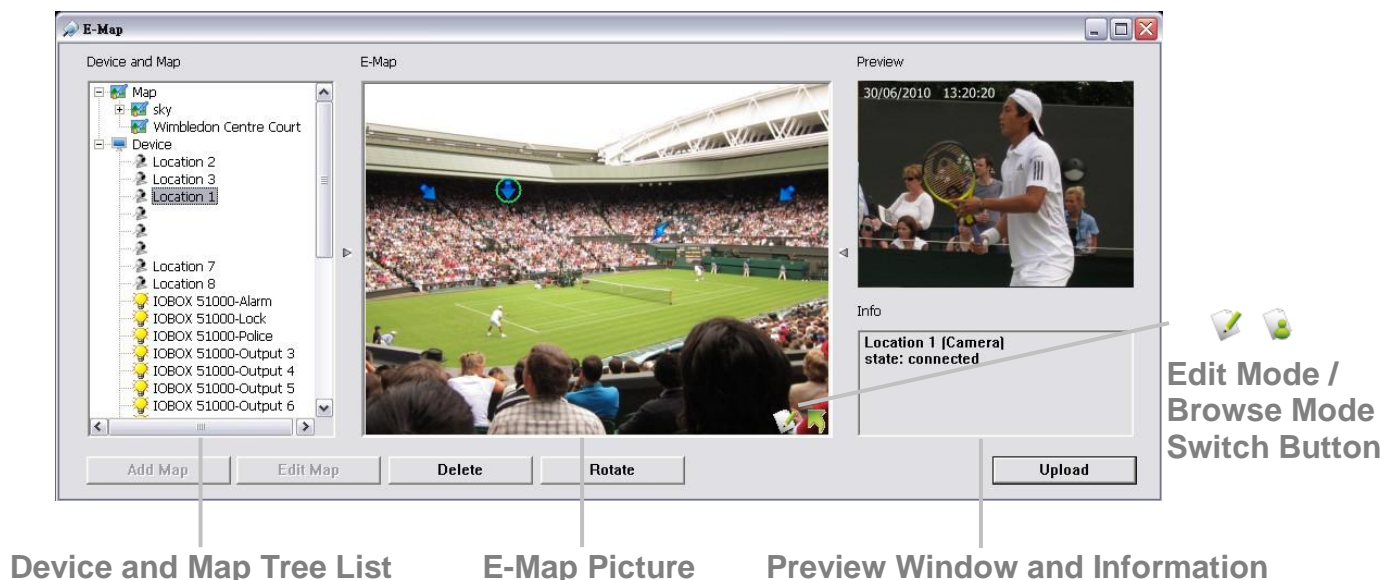 E-Map
Device and Map
E-Map
Preview
Map
sky
Wimbledon Centre Court
Device
Location 2
Location 3
Location 1
Location 7
Location 8
IOBOX 51000-Alarm
IOBOX 51000-Lock
IOBOX 51000-Police
IOBOX 51000-Output 3
IOBOX 51000-Output 4
IOBOX 51000-Output 5
IOBOX 51000-Output 6
30/06/2010 13:20:20
Info
Location 1 (Camera)
state: connected
Edit Mode /
Browse Mode
Switch Button
Add Map
Edit Map
Delete
Rotate
Upload
Device and Map Tree List
E-Map Picture
Preview Window and Information